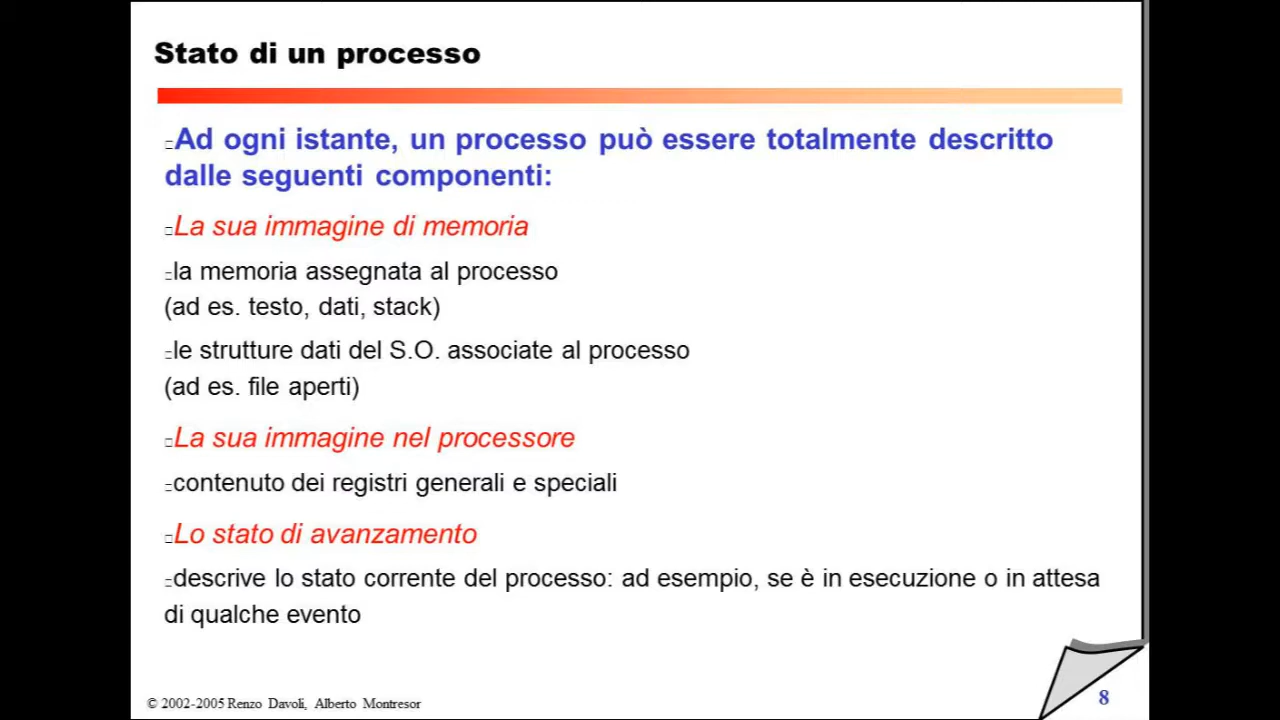 Stato di un processo
Ad ogni istante, un processo può essere totalmente descritto
dalle seguenti componenti:
La sua immagine di memoria
la memoria assegnata al processo
(ad es. testo, dati, stack)
le strutture dati del S.O. associate al processo
(ad es. file aperti)
La sua immagine nel processore
contenuto dei registri generali e speciali
Lo stato di avanzamento
descrive lo stato corrente del processo: ad esempio, se è in esecuzione o in attesa
di qualche evento
© 2002-2005 Renzo Davoli, Alberto Montresor
8